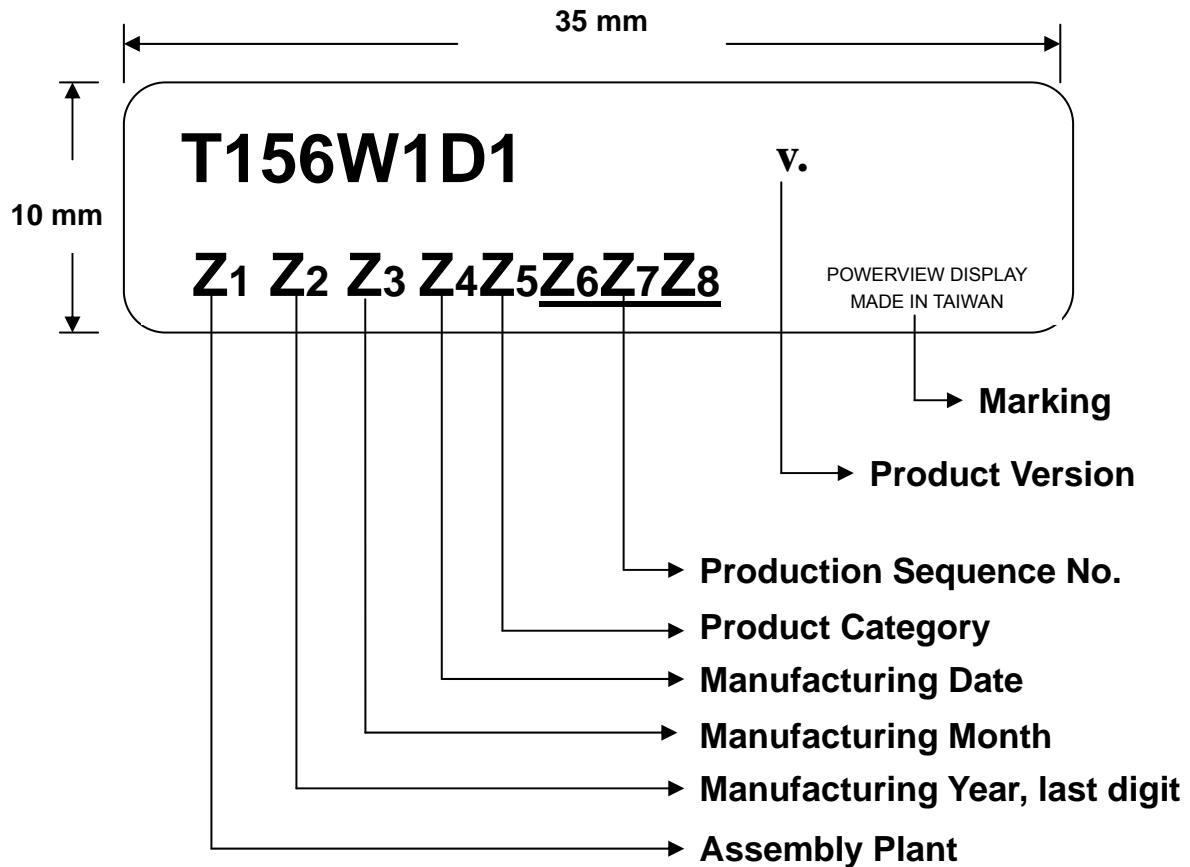 35 mm
T156W1D1 v.
10 mm
Z1 Z2 Z3 Z4Z5Z6Z7Z8
POWERVIEW DISPLAY
MADE IN TAIWAN
Marking
Product Version
Production Sequence No.
Product Category
Manufacturing Date
Manufacturing Month
Manufacturing Year, last digit
Assembly Plant